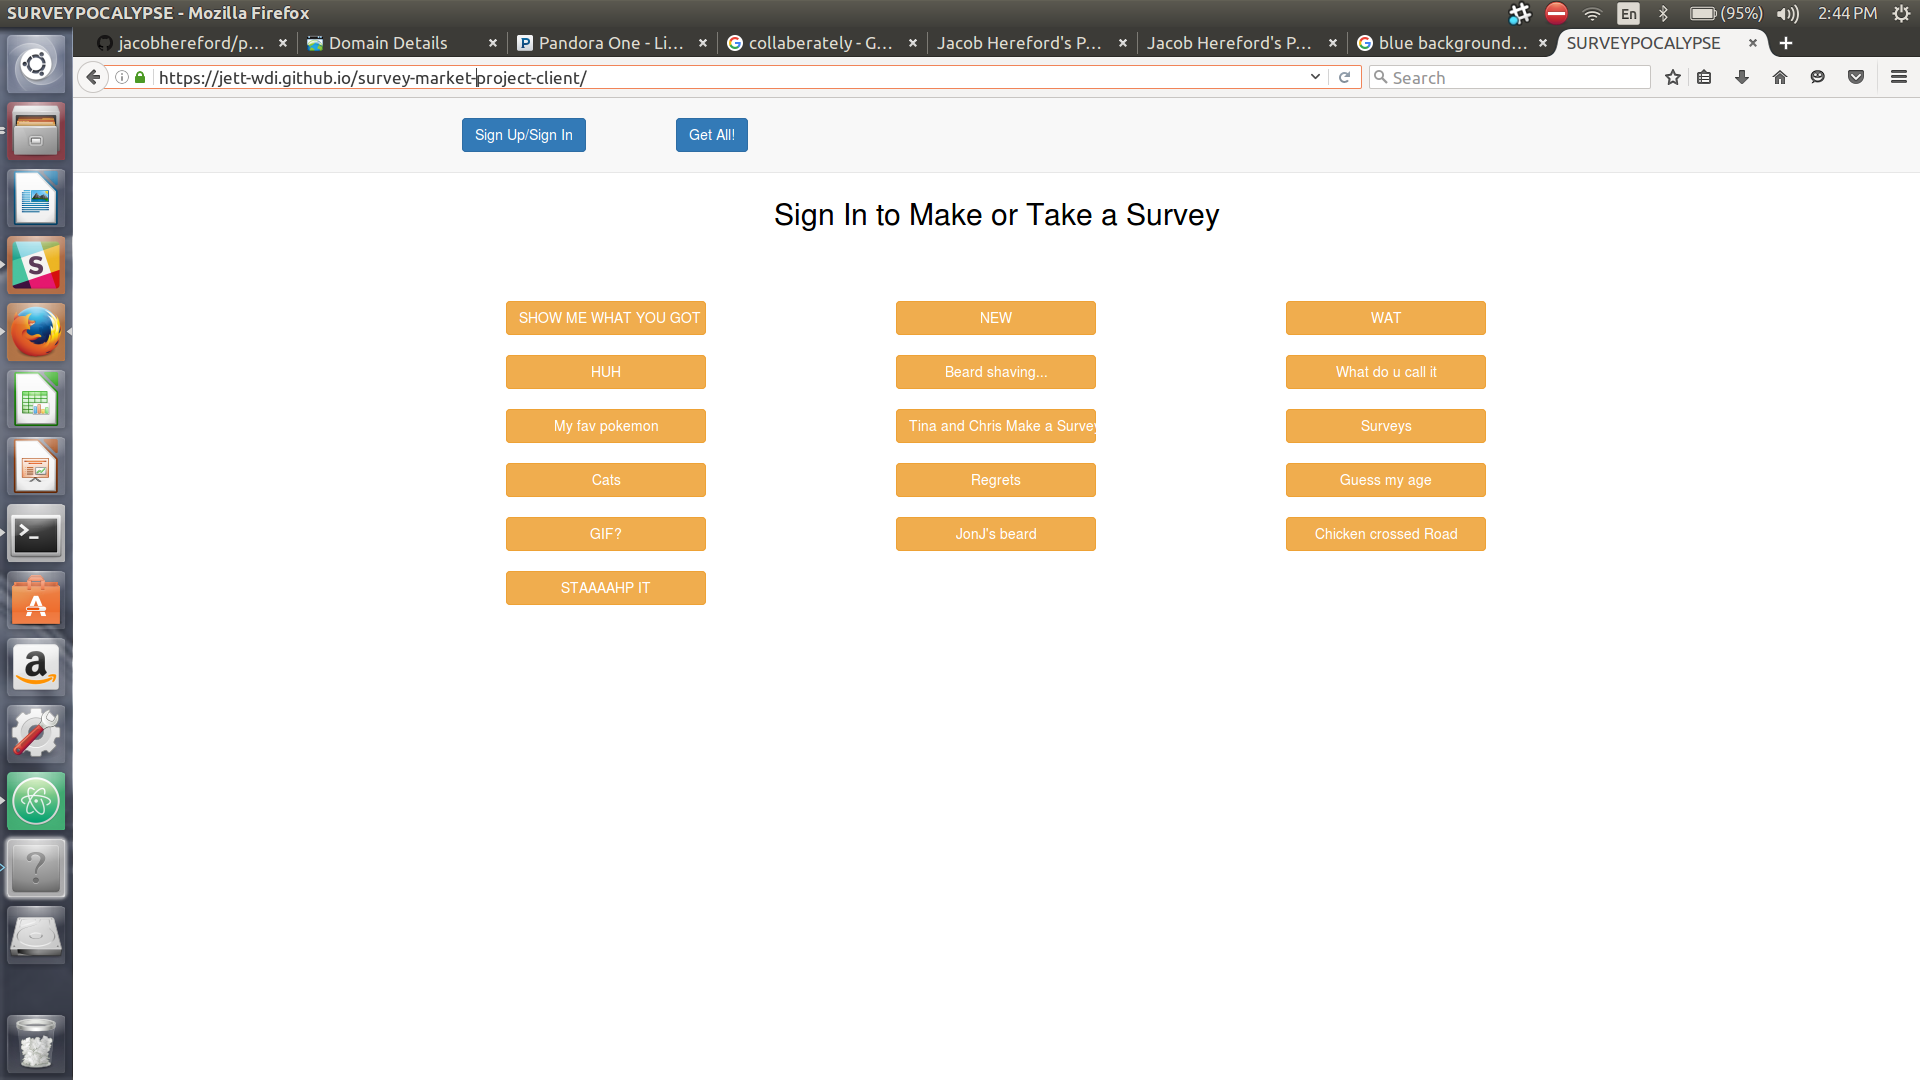 SURVEYPOCALYPSE - Mozilla Firefox
En
(95%)
2:44 PM
jacobhereford/p...
Domain Details
Pandora One - Li...
collaberately - G...
Jacob Hereford's P...
Jacob Hereford's P...
blue background...
SURVEYPOCALYPSE
https://jett-wdi.github.io/survey-market-project-client/
Search
Sign Up/Sign In
Get All!
Sign In to Make or Take a Survey
SHOW ME WHAT YOU GOT
NEW
WAT
HUH
Beard shaving...
What do u call it
My fav pokemon
Tina and Chris Make a Survey
Surveys
Cats
Regrets
Guess my age
GIF?
JonJ's beard
Chicken crossed Road
STAAAAHP IT